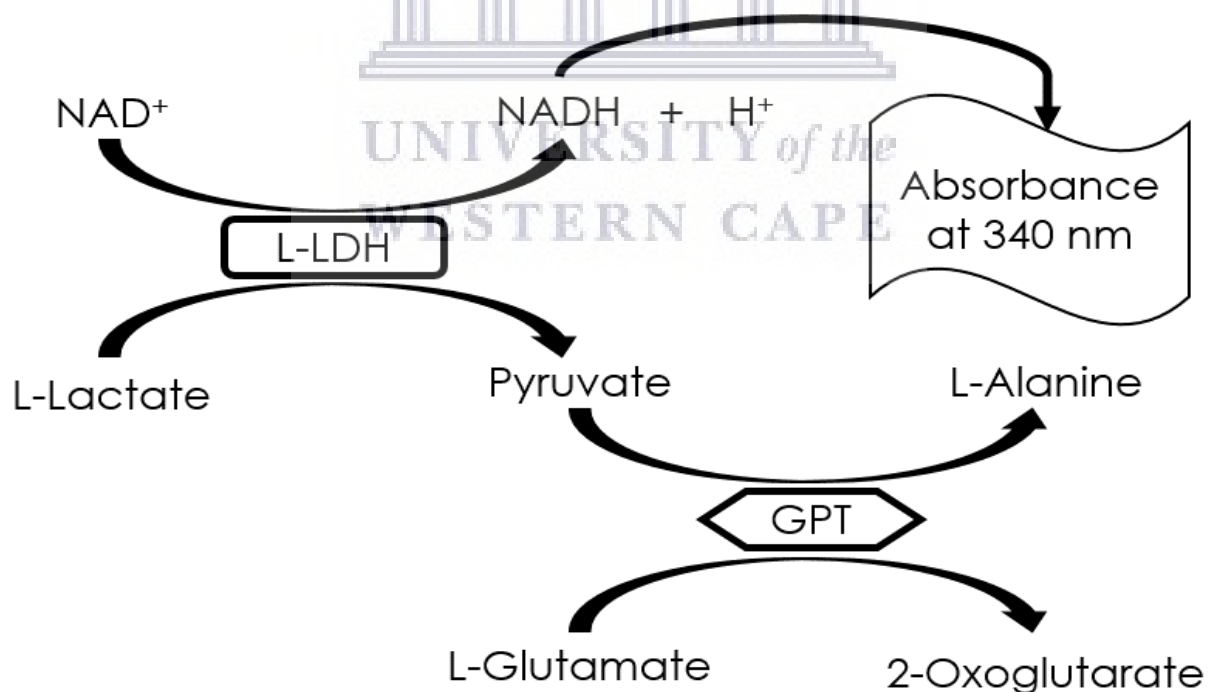 NAD⁺
NADH + H⁺
UNIVERSITY of the
WESTERN CAPE
Absorbance
at 340 nm
L-LDH
L-Lactate
Pyruvate
L-Alanine
GPT
L-Glutamate
2-Oxoglutarate